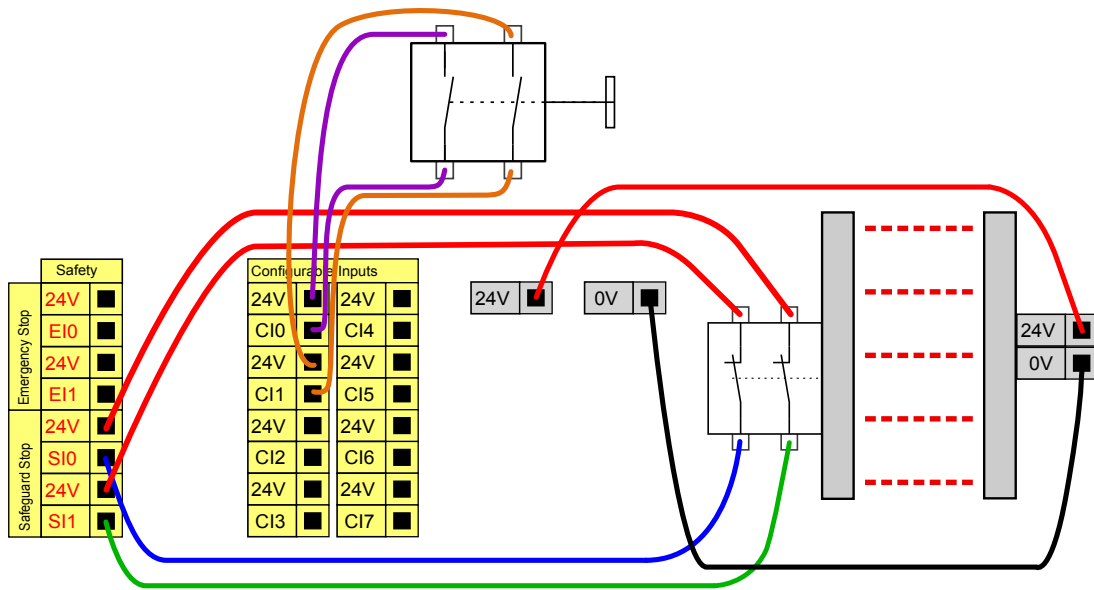 Safety
Emergency Stop
24V
EI0
24V
EI1
Safeguard Stop
24V
SI0
24V
SI1
Configurable Inputs
24V 24V
CI0 CI4
24V 24V
CI1 CI5
24V 24V
CI2 CI6
24V 24V
CI3 CI7
24V
0V
24V
0V